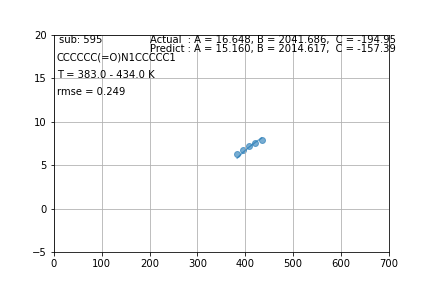 sub: 595
Actual : A = 16.648, B = 2041.686, C = -194.95
Predict : A = 15.160, B = 2014.617, C = -157.39
CCCCCC(=O)N1CCCCC1
T = 383.0 - 434.0 K
rmse = 0.249
20
15
10
5
0
−5
0 100 200 300 400 500 600 700